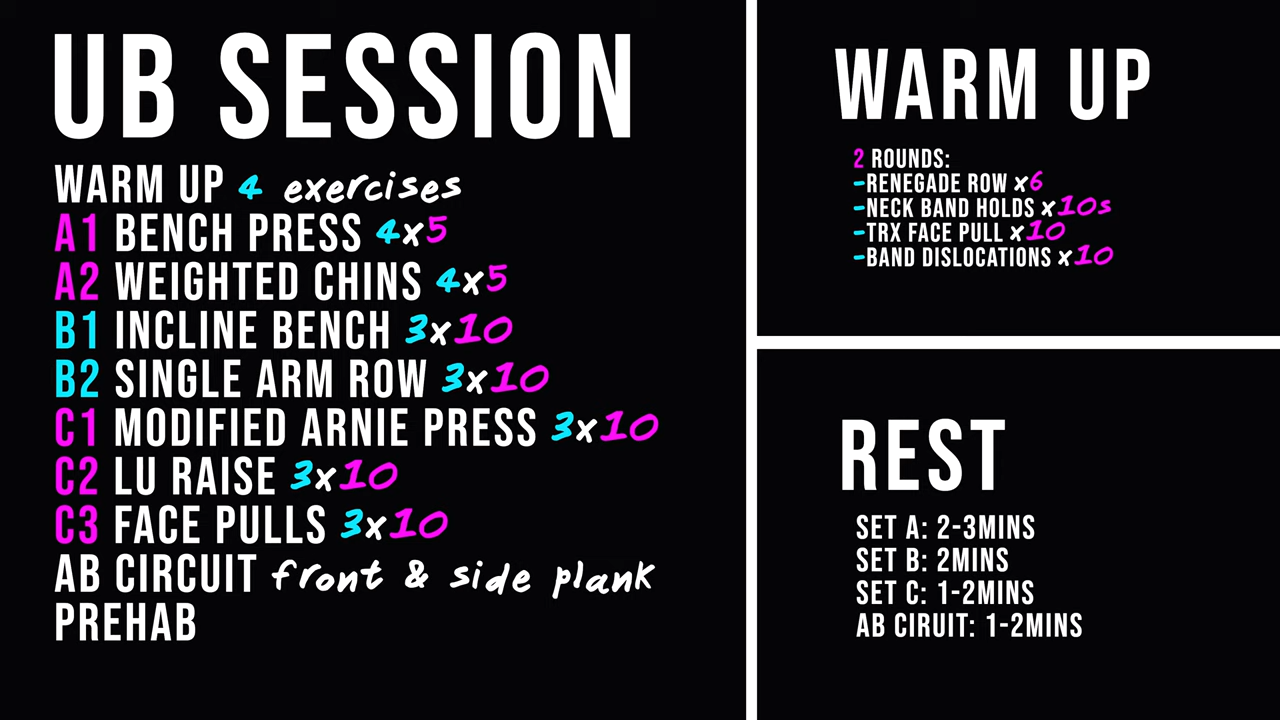 UB SESSION
WARM UP 4 exercises
A1 BENCH PRESS 4x5
A2 WEIGHTED CHINS 4x5
B1 INCLINE BENCH 3x10
B2 SINGLE ARM ROW 3x10
C1 MODIFIED ARNIE PRESS 3x10
C2 LU RAISE 3x10
C3 FACE PULLS 3x10
AB CIRCUIT front & side plank
PREHAB
WARM UP
2 ROUNDS:
-RENEGADE ROW x6
-NECK BAND HOLDS x10s
-TRX FACE PULL x10
-BAND DISLOCATIONS x10
REST
SET A: 2-3MINS
SET B: 2MINS
SET C: 1-2MINS
AB CIRUIT: 1-2MINS